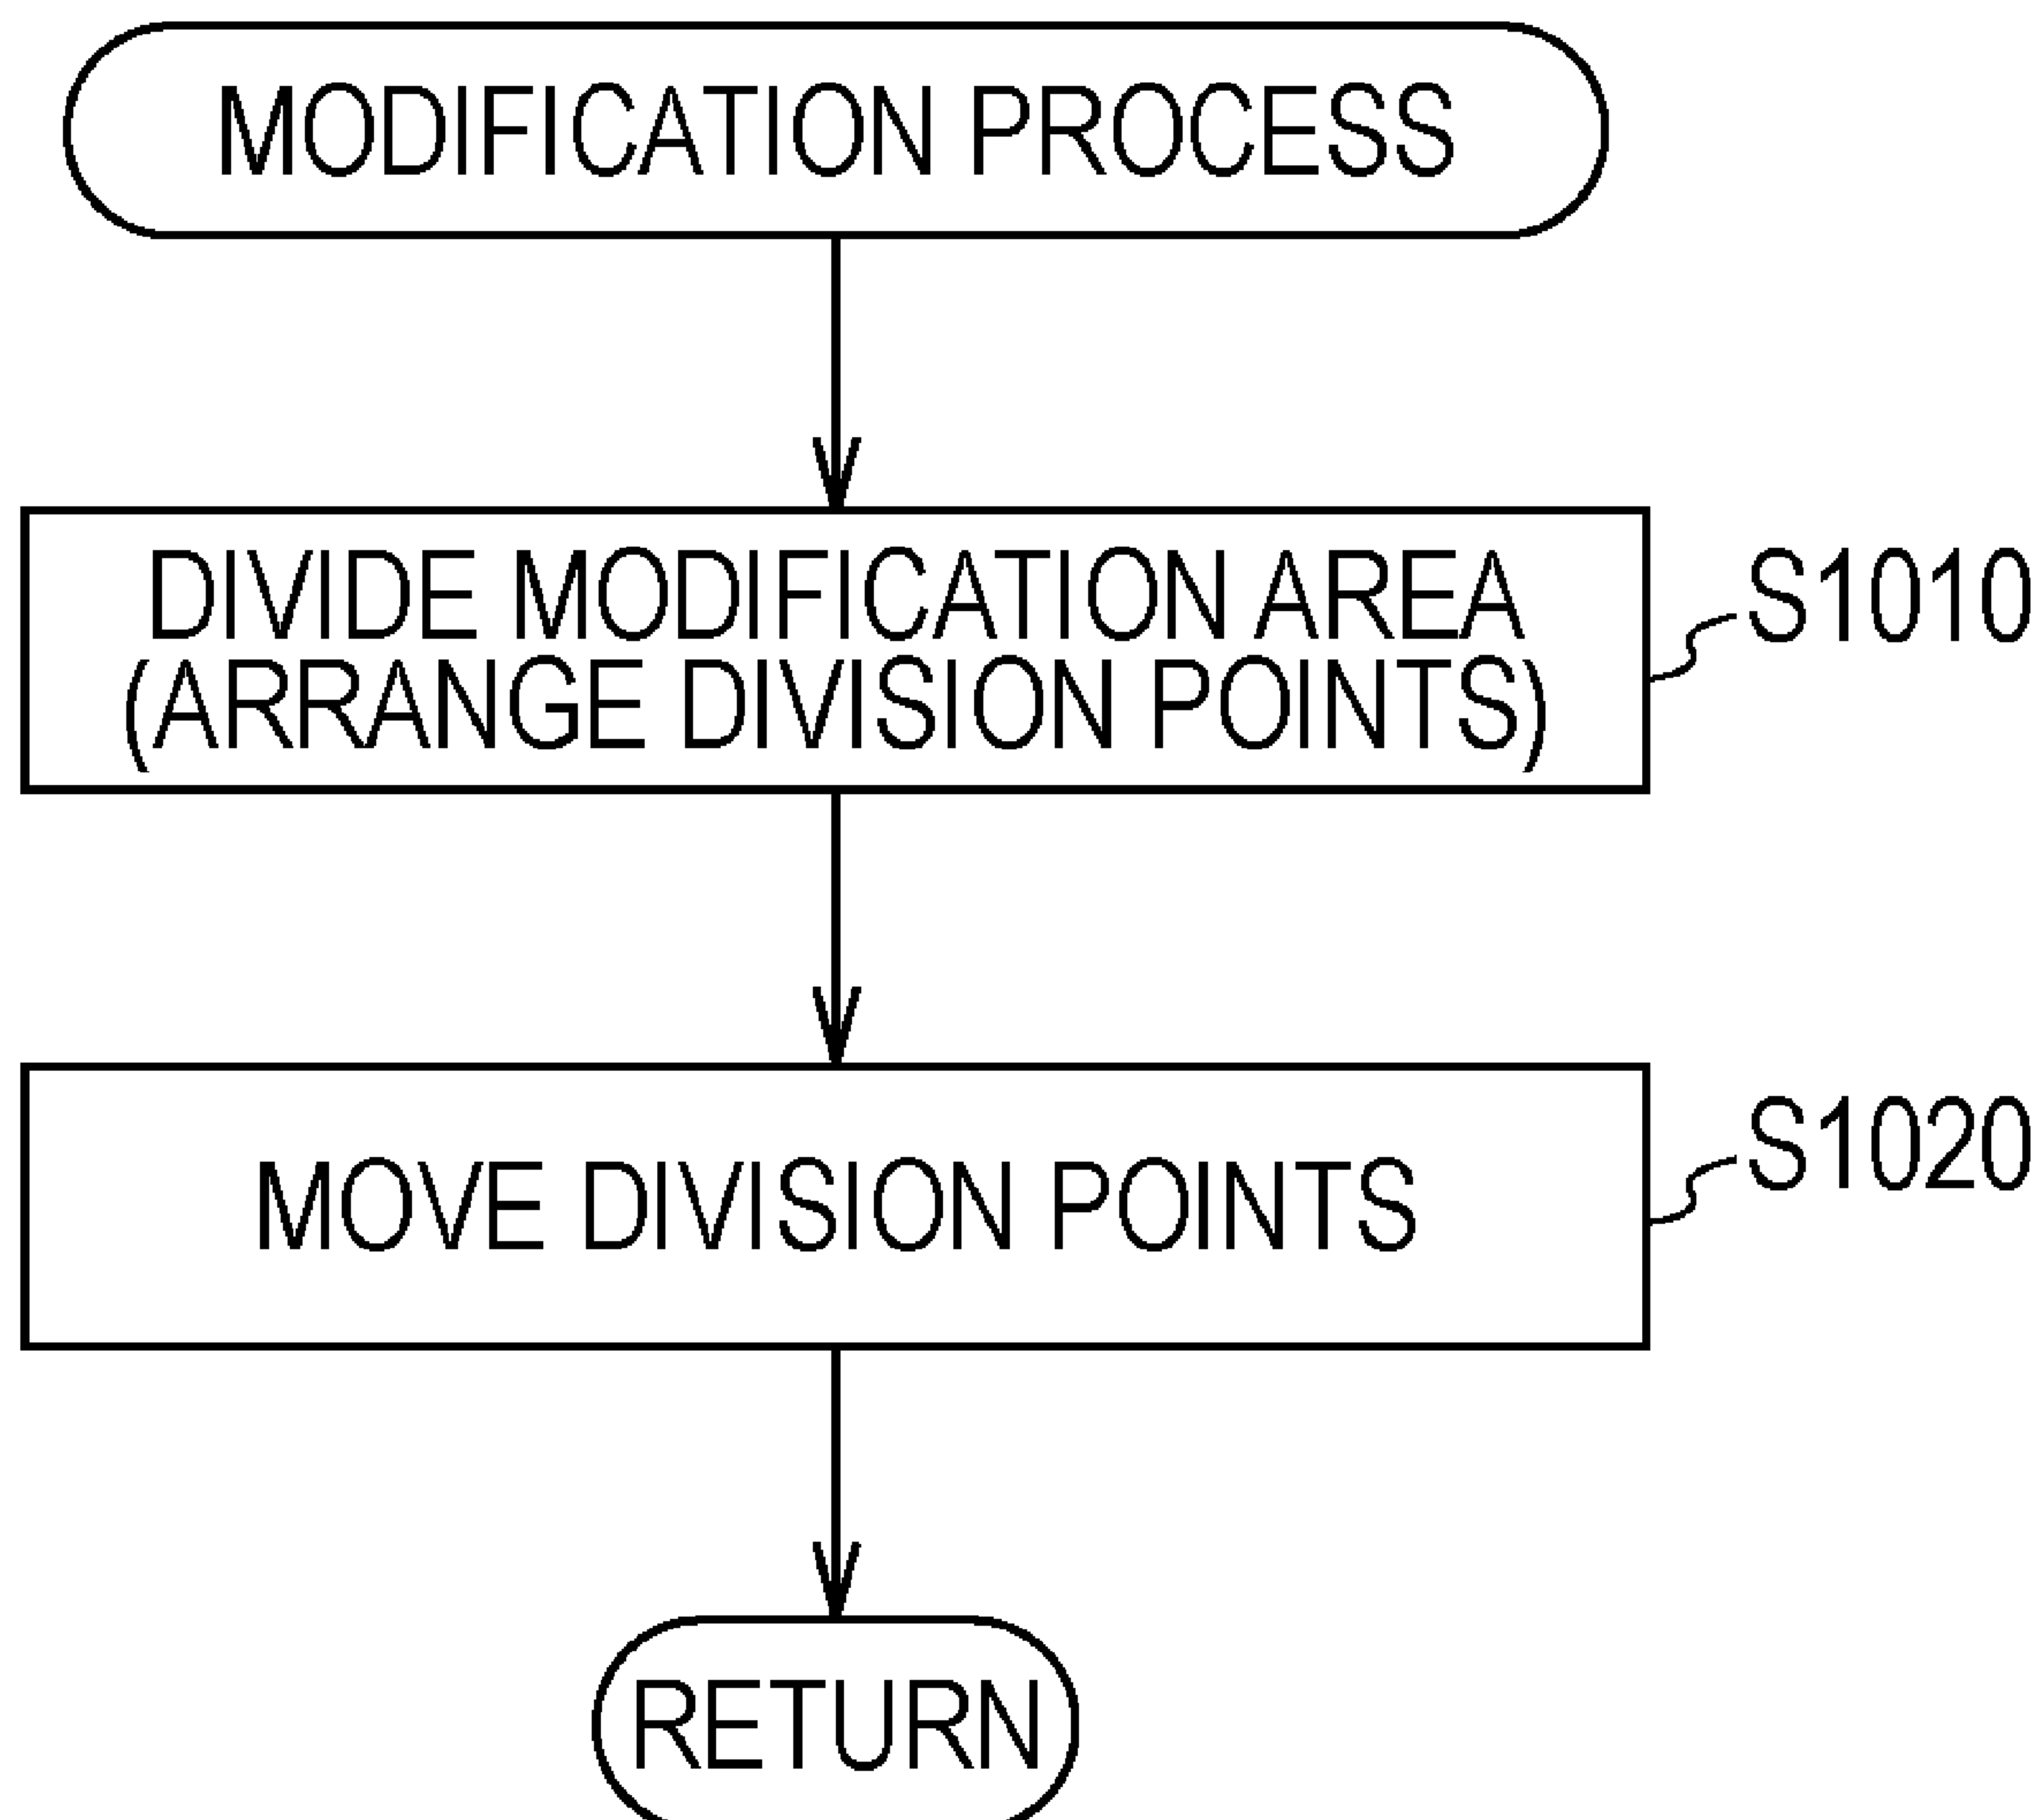 MODIFICATION PROCESS
DIVIDE MODIFICATION AREA
(ARRANGE DIVISION POINTS)
S1010
MOVE DIVISION POINTS
S1020
RETURN